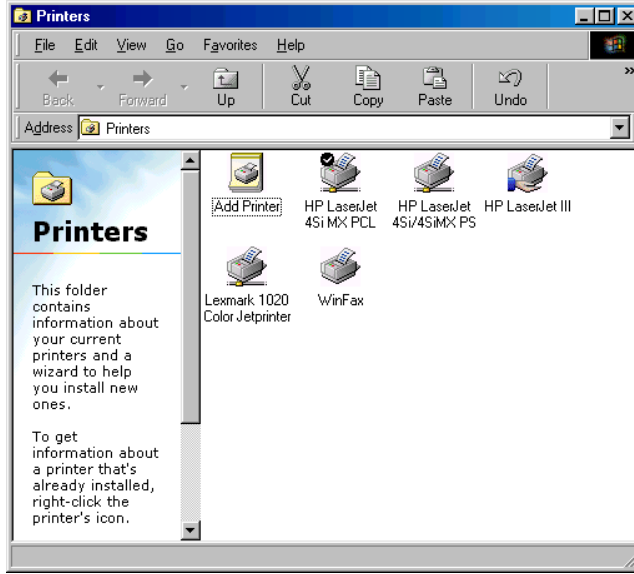 Printers
File Edit View Go Favorites Help
Back Forward Up Cut Copy Paste Undo »
Address Printers
Printers
This folder
contains
information about
your current
printers and a
wizard to help
you install new
ones.
To get
information about
a printer that's
already installed,
right-click the
printer's icon.
Add Printer
HP LaserJet
4Si MX PCL
HP LaserJet
4Si/4SiMX PS
HP LaserJet III
Lexmark 1020
Color Jetprinter
WinFax